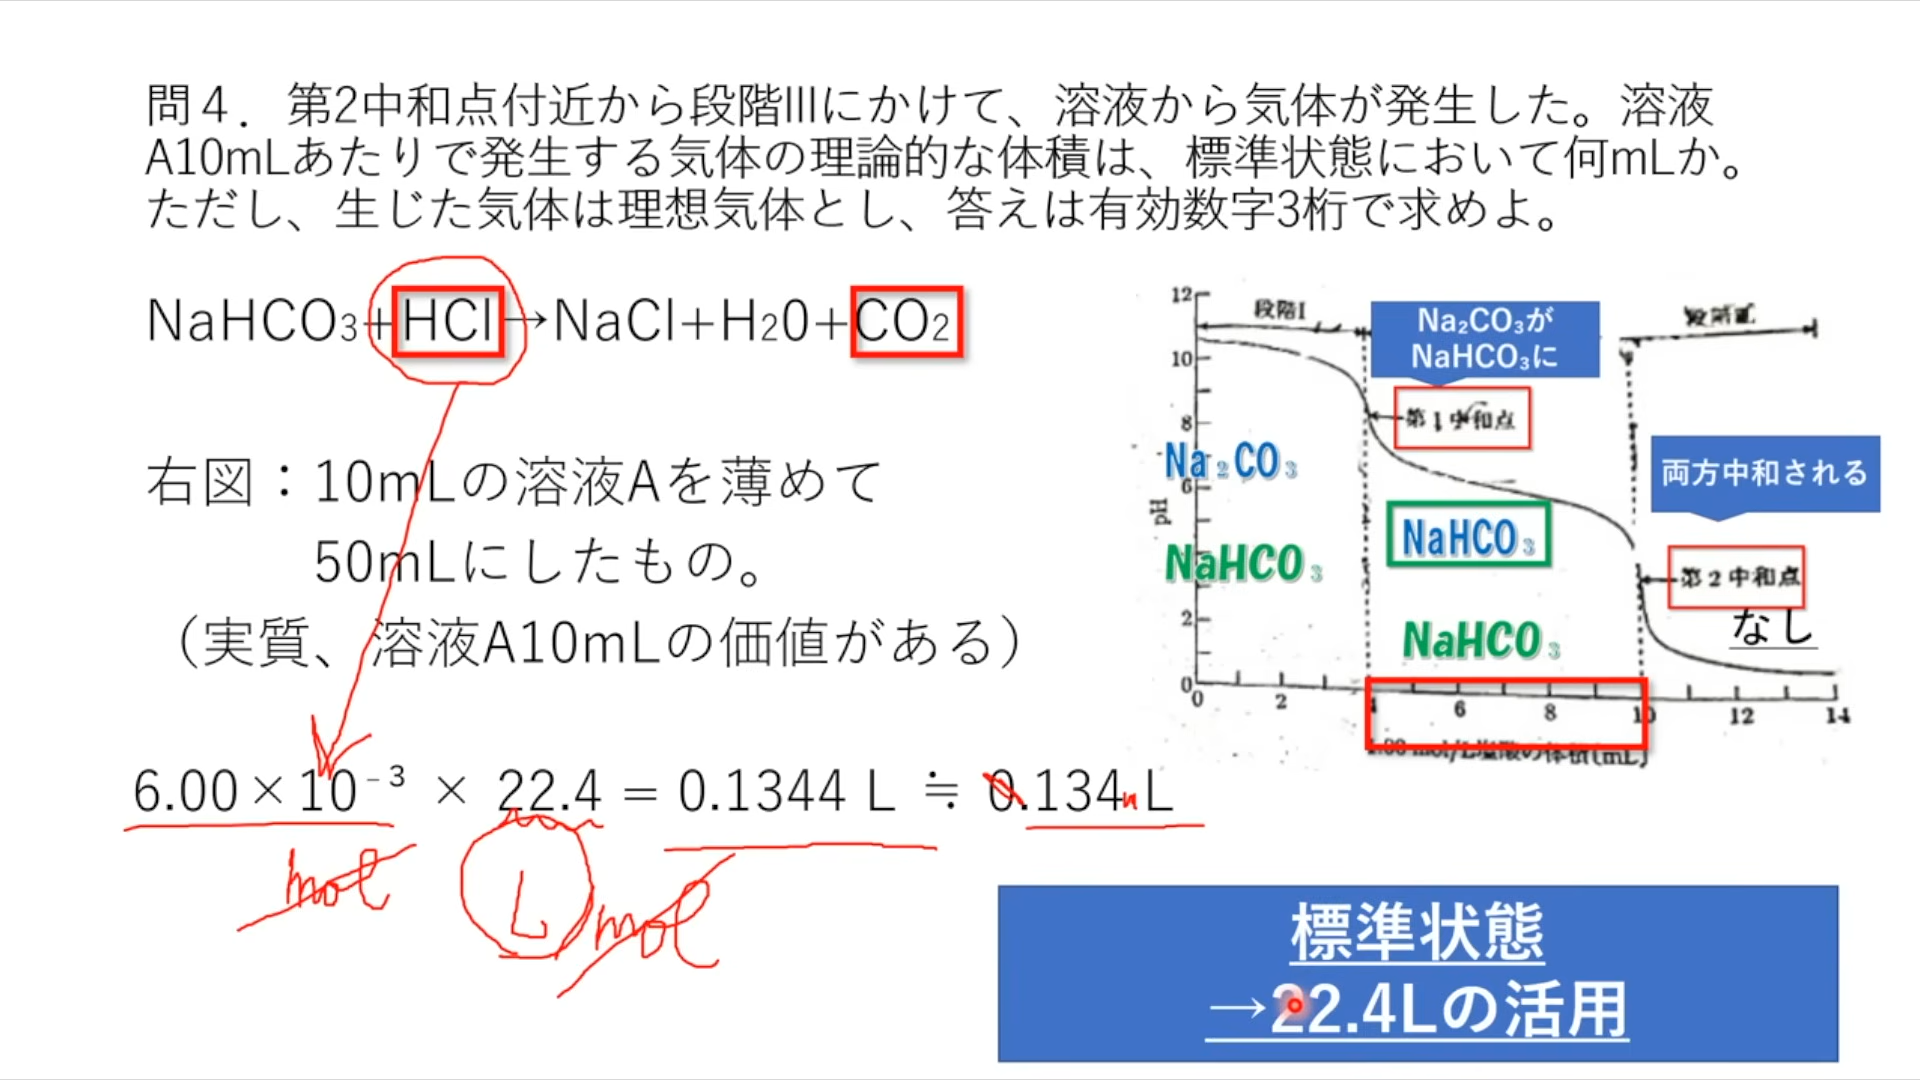 問４．第2中和点付近から段階IIIにかけて、溶液から気体が発生した。溶液
A10mLあたりで発生する気体の理論的な体積は、標準状態において何mLか。
ただし、生じた気体は理想気体とし、答えは有効数字3桁で求めよ。
NaHCO₃+HCl→NaCl+H₂0+CO₂
右図：10mLの溶液Aを薄めて
50mLにしたもの。
（実質、溶液A10mLの価値がある）
6.00×10⁻³ × 22.4 = 0.1344 L ≒ 0.134 L
mol
L
mol
12
10
8
6
2
0
pH
段階I
Na₂CO₃が
NaHCO₃に
第1中和点
両方中和される
第2中和点
なし
Na₂CO₃
NaHCO₃
NaHCO₃
NaHCO₃
0 2 4 6 8 10 12 14
mol/L塩酸の体積(mL)
標準状態
→22.4Lの活用